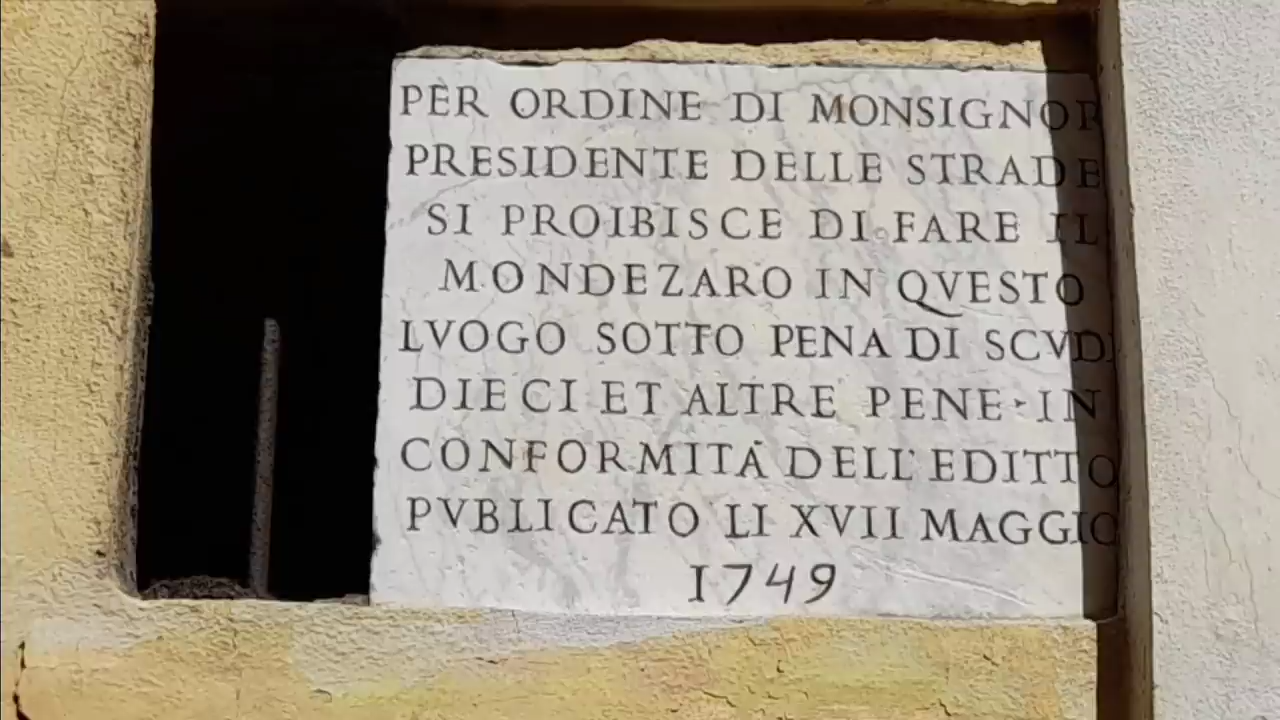 PER ORDINE DI MONSIGNOR
PRESIDENTE DELLE STRADE
SI PROIBISCE DI FARE IL
MONDEZARO IN QVESTO
LVOGO SOTTO PENA DI SCVDI
DIECI ET ALTRE PENE‣IN
CONFORMITÁ DELL'EDITTO
PVBLICATO LI XVII MAGGIO
1749